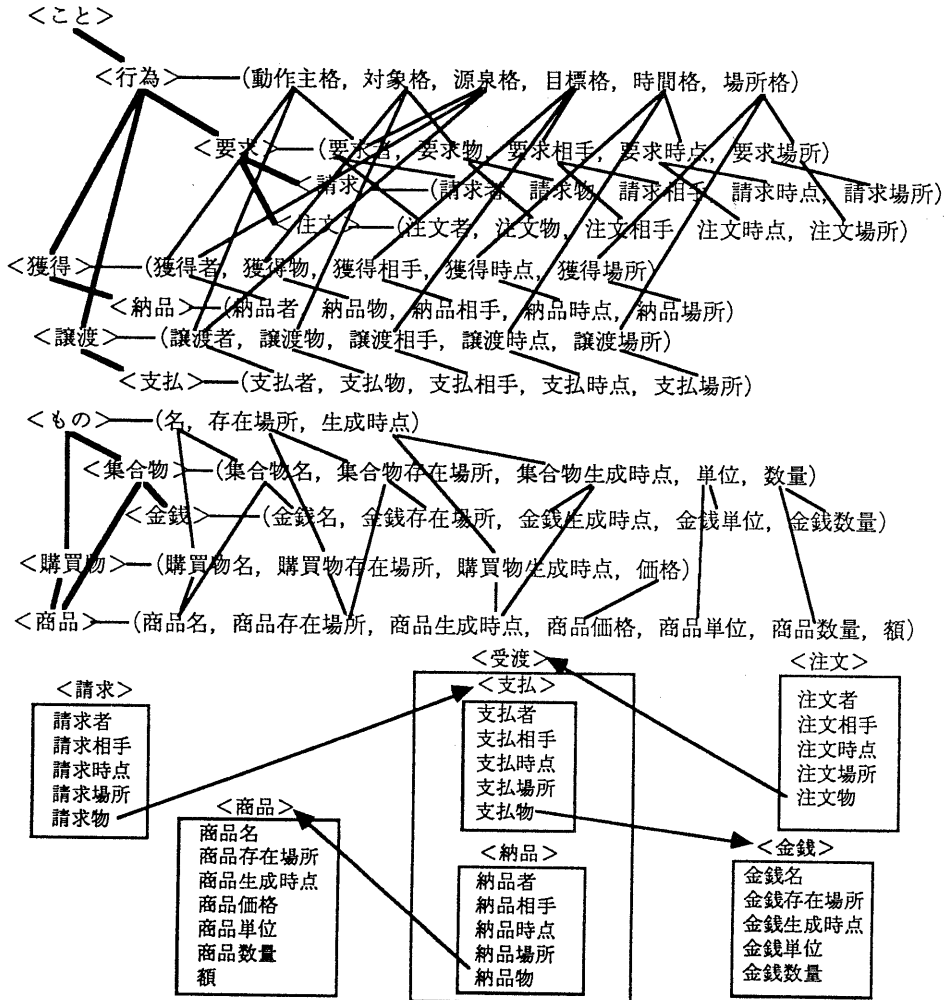 ＜こと＞
＜行為＞―(動作主格, 対象格, 源泉格, 目標格, 時間格, 場所格)
＜要求＞―(要求者, 要求物, 要求相手, 要求時点, 要求場所)
＜請求＞―(請求者, 請求物, 請求相手, 請求時点, 請求場所)
＜注文＞―(注文者, 注文物, 注文相手, 注文時点, 注文場所)
＜獲得＞―(獲得者, 獲得物, 獲得相手, 獲得時点, 獲得場所)
＜納品＞―(納品者, 納品物, 納品相手, 納品時点, 納品場所)
＜譲渡＞―(譲渡者, 譲渡物, 譲渡相手, 譲渡時点, 譲渡場所)
＜支払＞―(支払者, 支払物, 支払相手, 支払時点, 支払場所)
＜もの＞―(名, 存在場所, 生成時点)
＜集合物＞―(集合物名, 集合物存在場所, 集合物生成時点, 単位, 数量)
＜金銭＞―(金銭名, 金銭存在場所, 金銭生成時点, 金銭単位, 金銭数量)
＜購買物＞―(購買物名, 購買物存在場所, 購買物生成時点, 価格)
＜商品＞―(商品名, 商品存在場所, 商品生成時点, 商品価格, 商品単位, 商品数量, 額)
＜請求＞
請求者
請求相手
請求時点
請求場所
請求物
＜商品＞
商品名
商品存在場所
商品生成時点
商品価格
商品単位
商品数量
額
＜受渡＞
＜支払＞
支払者
支払相手
支払時点
支払場所
支払物
＜納品＞
納品者
納品相手
納品時点
納品場所
納品物
＜注文＞
注文者
注文相手
注文時点
注文場所
注文物
＜金銭＞
金銭名
金銭存在場所
金銭生成時点
金銭単位
金銭数量